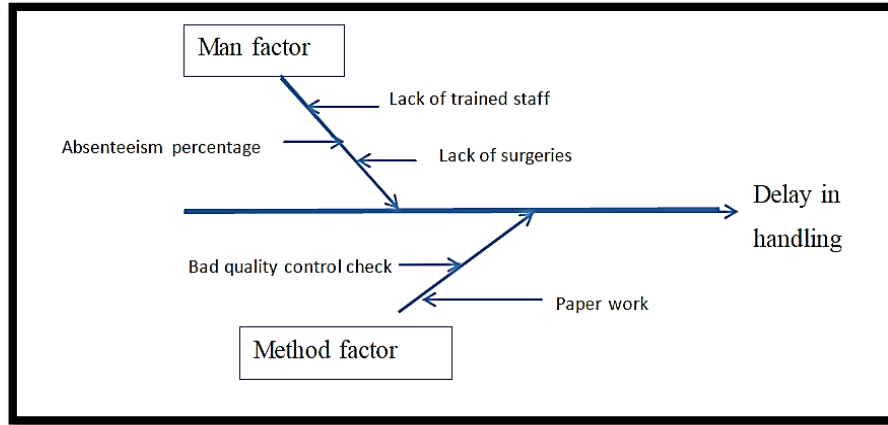 Man factor
Lack of trained staff
Absenteeism percentage
Lack of surgeries
Delay in
handling
Bad quality control check
Paper work
Method factor